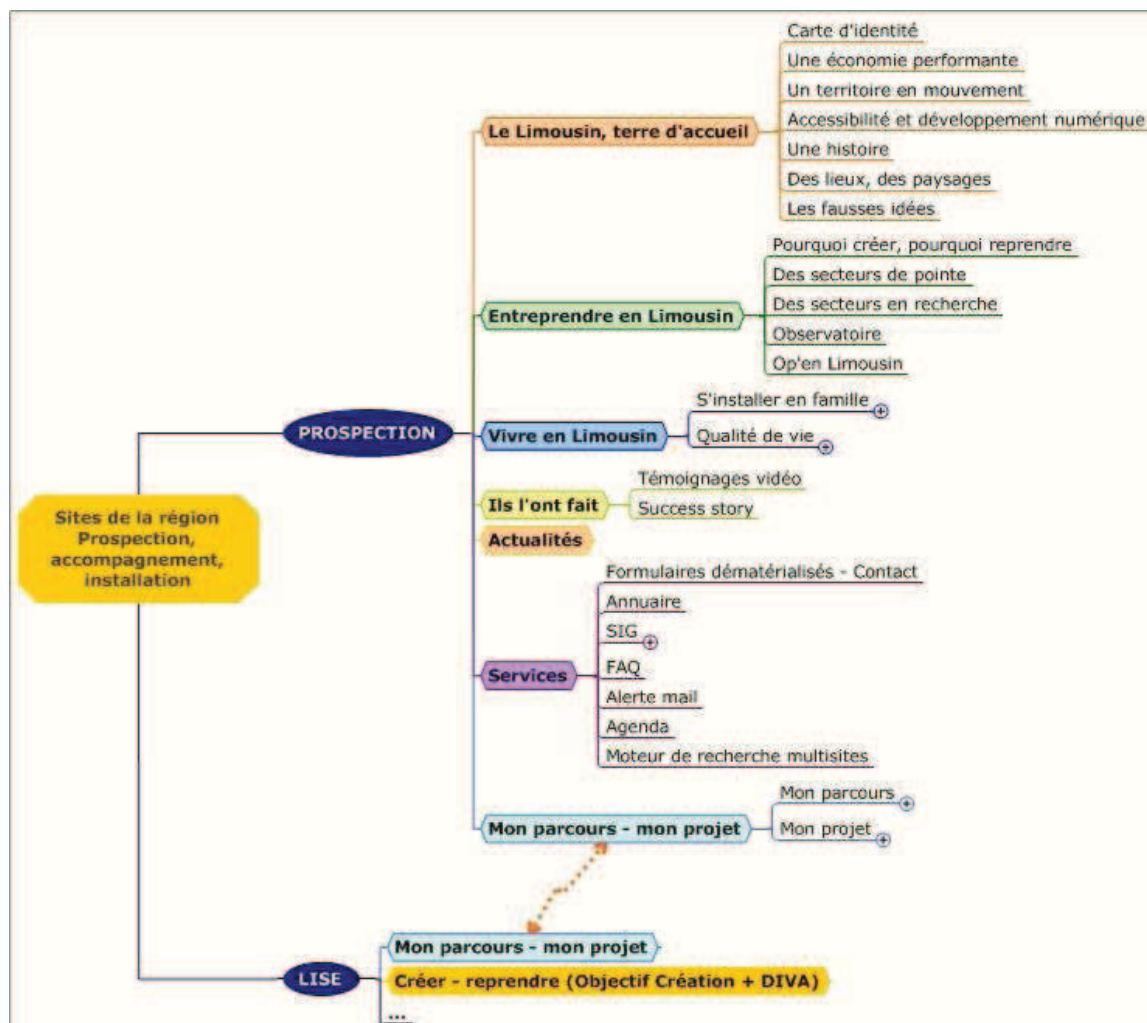 Sites de la région
Prospection,
accompagnement,
installation
PROSPECTION
Le Limousin, terre d'accueil
Carte d'identité
Une économie performante
Un territoire en mouvement
Accessibilité et développement numérique
Une histoire
Des lieux, des paysages
Les fausses idées
Entreprendre en Limousin
Pourquoi créer, pourquoi reprendre
Des secteurs de pointe
Des secteurs en recherche
Observatoire
Op'en Limousin
Vivre en Limousin
S'installer en famille
Qualité de vie
Ils l'ont fait
Témoignages vidéo
Success story
Actualités
Services
Formulaires dématérialisés - Contact
Annuaire
SIG
FAQ
Alerte mail
Agenda
Moteur de recherche multisites
Mon parcours - mon projet
Mon parcours
Mon projet
LISE
Mon parcours - mon projet
Créer - reprendre (Objectif Création + DIVA)
...